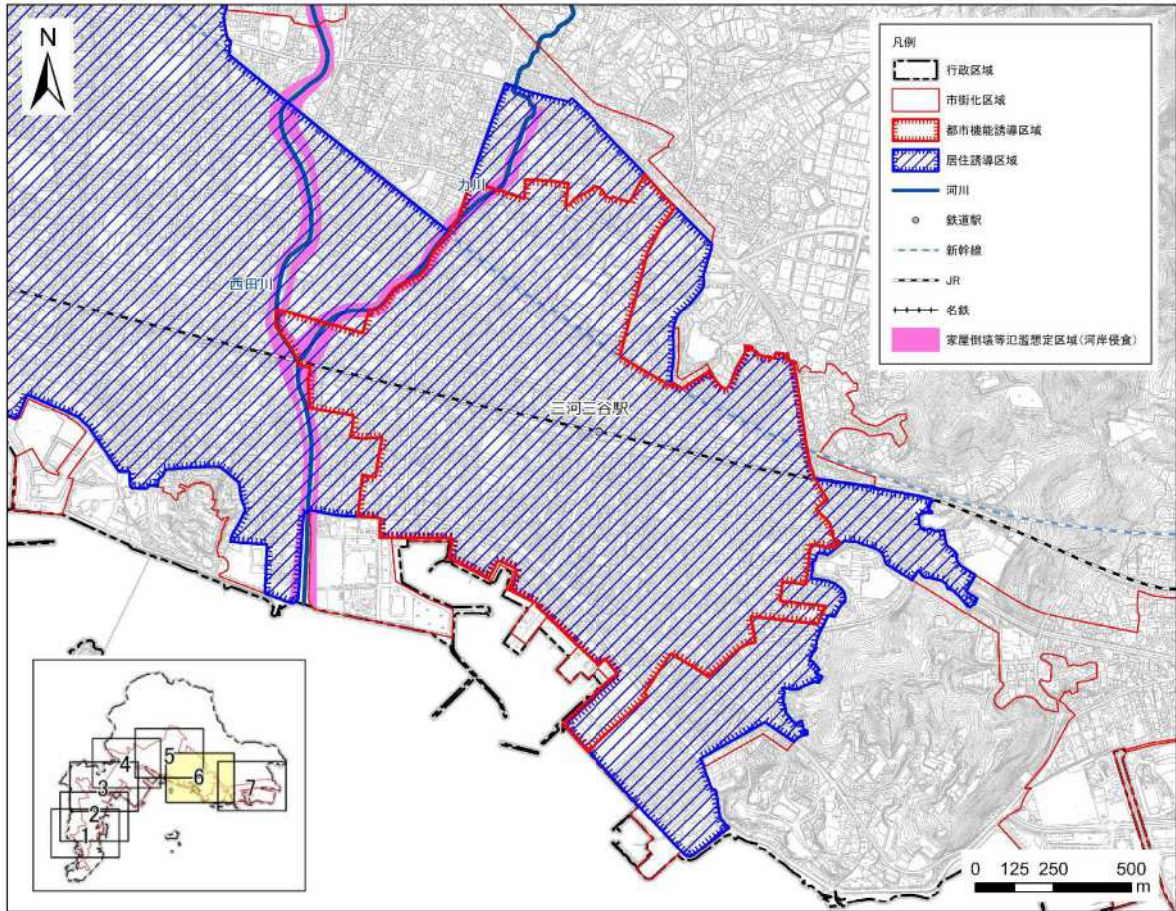 N
力川
西田川
三河三谷駅
凡例
行政区域
市街化区域
都市機能誘導区域
居住誘導区域
河川
鉄道駅
新幹線
JR
名鉄
家屋倒壊等氾濫想定区域(河岸侵食)
5
4
6
3
7
2
1
0 125 250 500
m